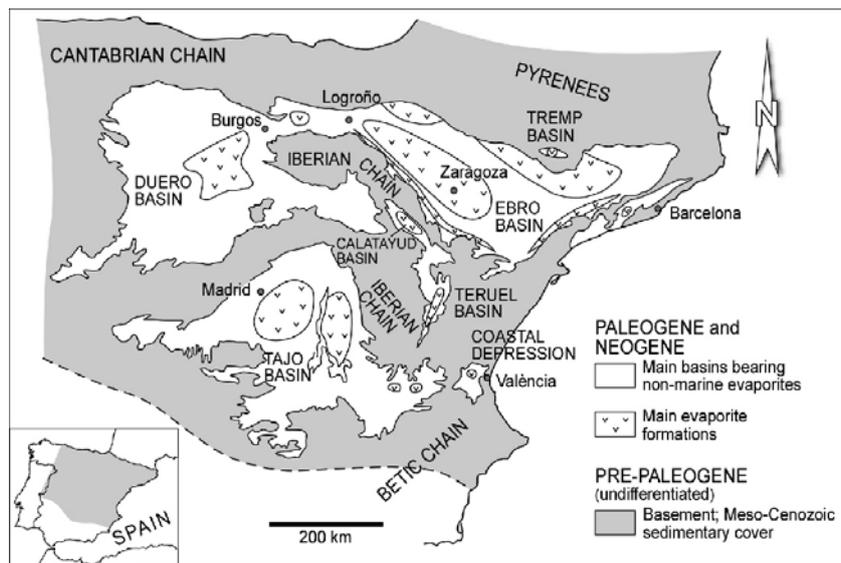 CANTABRIAN CHAIN
PYRENEES
Logroño
Burgos
TREMP
BASIN
N
IBERIAN
CHAIN
Zaragoza
DUERO
BASIN
EBRO
BASIN
Barcelona
CALATAYUD
BASIN
Madrid
IBERIAN
CHAIN
TERUEL
BASIN
TAJO
BASIN
COASTAL
DEPRESSION
València
BETIC CHAIN
PALEOGENE and
NEOGENE
Main basins bearing
non-marine evaporites
Main evaporite
formations
PRE-PALEOGENE
(undifferentiated)
Basement; Meso-Cenozoic
sedimentary cover
SPAIN
200 km